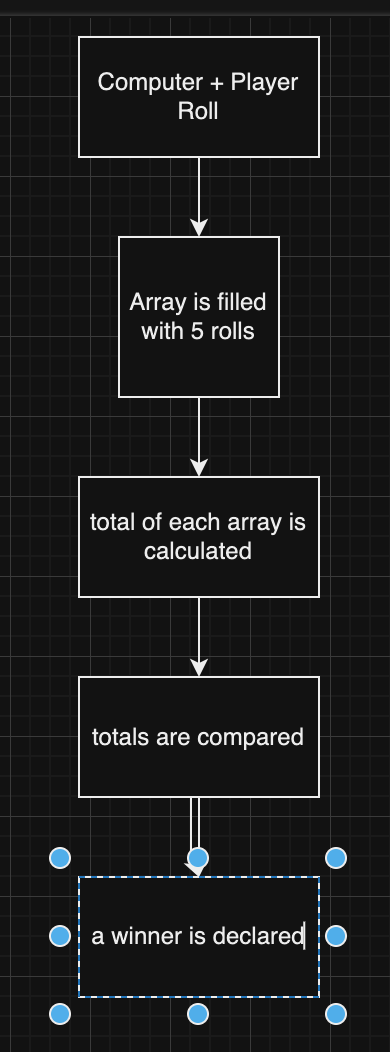 Computer + Player
Roll
Array is filled
with 5 rolls
total of each array is
calculated
totals are compared
a winner is declared